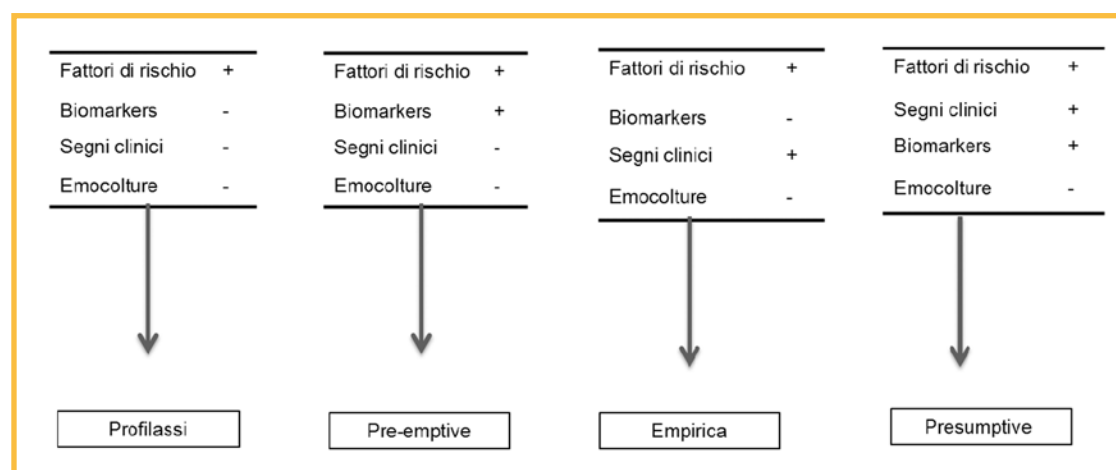 Fattori di rischio +
Biomarkers -
Segni clinici -
Emocolture -
Profilassi
Fattori di rischio +
Biomarkers +
Segni clinici -
Emocolture -
Pre-emptive
Fattori di rischio +
Biomarkers -
Segni clinici +
Emocolture -
Empirica
Fattori di rischio +
Segni clinici +
Biomarkers +
Emocolture -
Presumptive